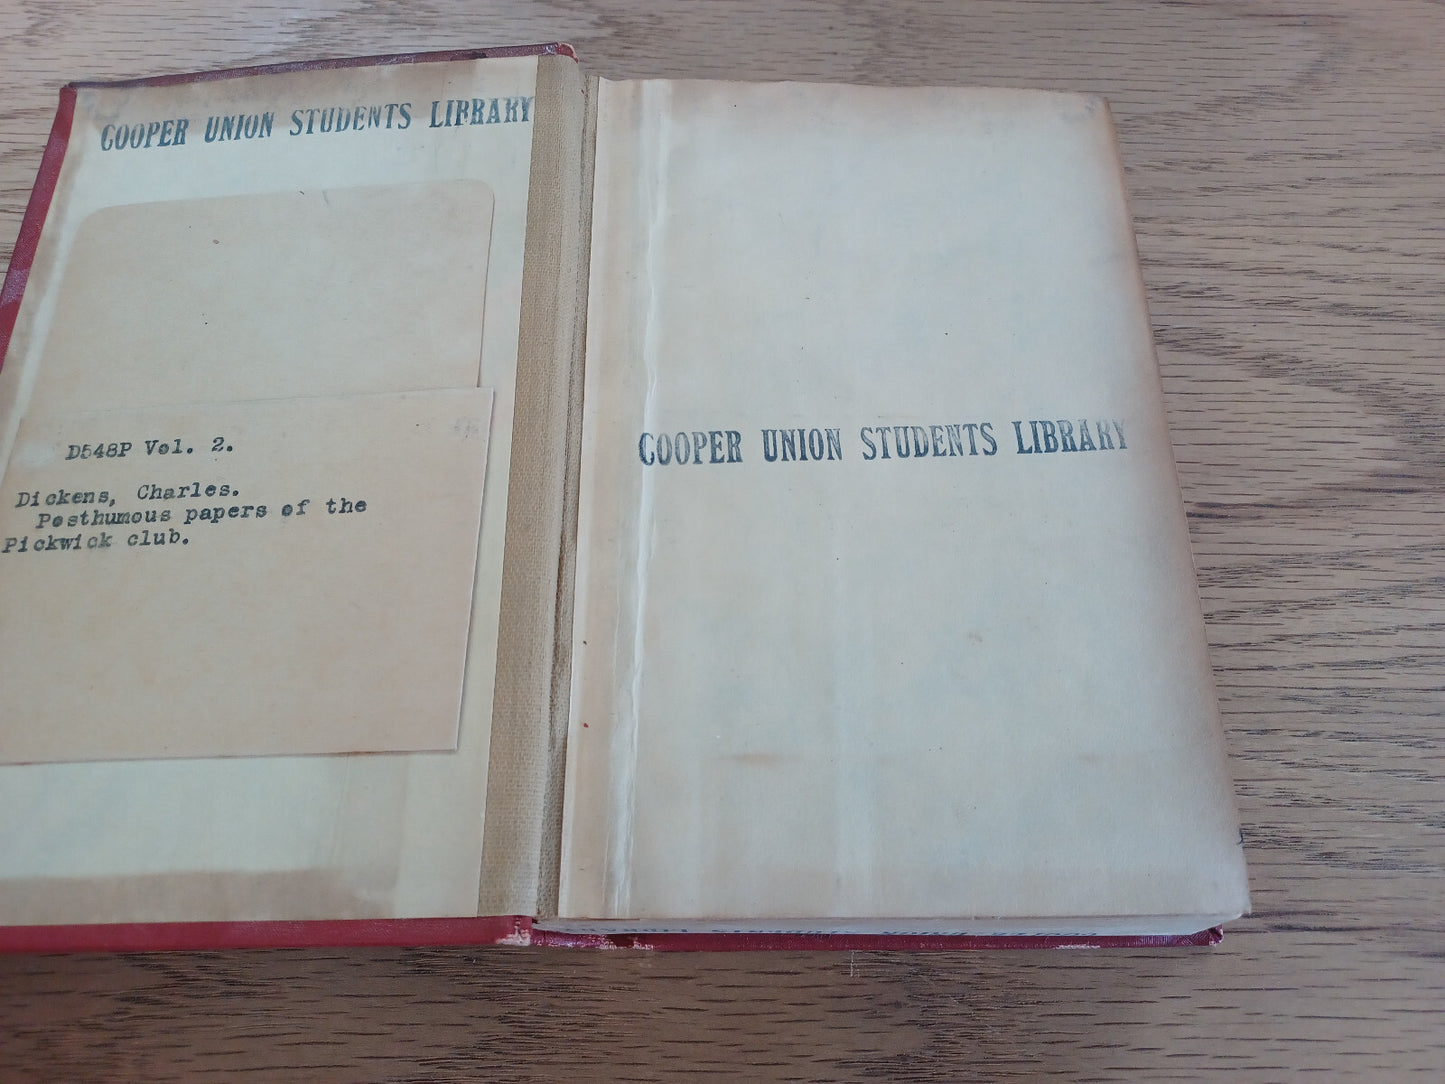 COOPER UNION STUDENTS LIBRARY
D548P Vol. 2.
Dickens, Charles.
Posthumous papers of the
Pickwick club.
COOPER UNION STUDENTS LIBRARY